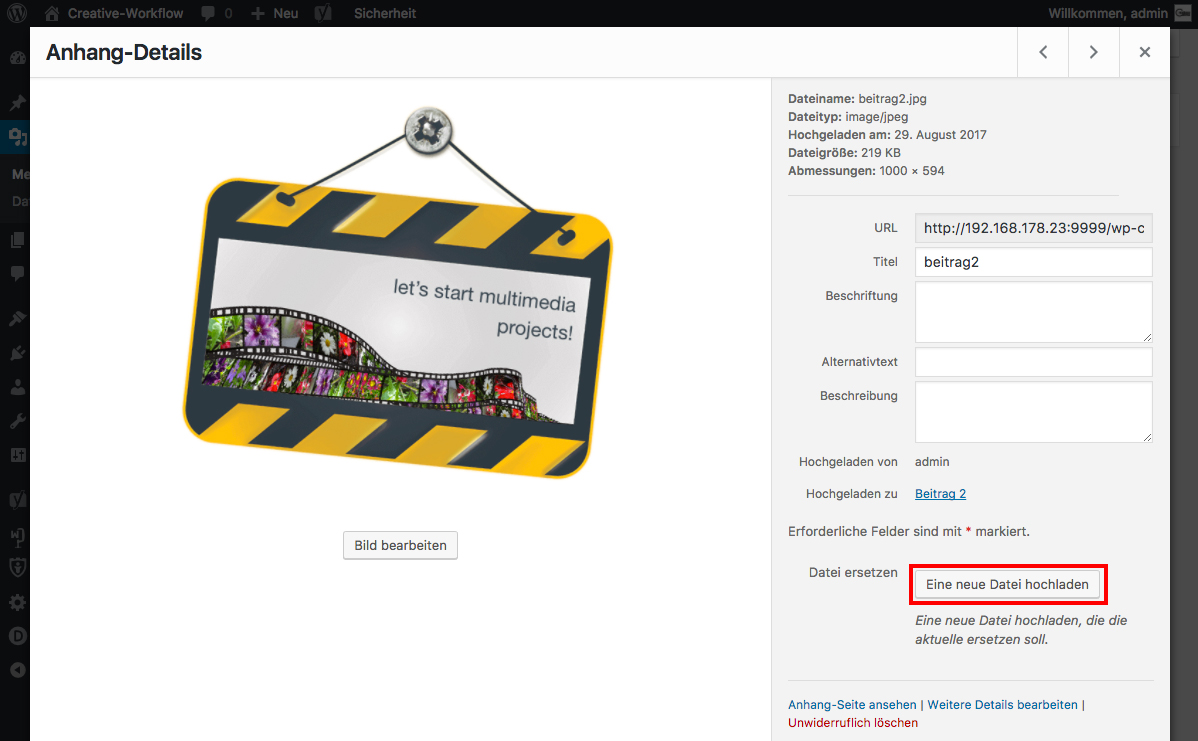 Creative-Workflow 0 Neu Sicherheit Willkommen, admin
Anhang-Details
Me
Da
let's start multimedia
projects!
Bild bearbeiten
Dateiname: beitrag2.jpg
Dateityp: image/jpeg
Hochgeladen am: 29. August 2017
Dateigröße: 219 KB
Abmessungen: 1000 × 594
URL http://192.168.178.23:9999/wp-c
Titel beitrag2
Beschriftung
Alternativtext
Beschreibung
Hochgeladen von admin
Hochgeladen zu Beitrag 2
Erforderliche Felder sind mit * markiert.
Datei ersetzen Eine neue Datei hochladen
Eine neue Datei hochladen, die die
aktuelle ersetzen soll.
Anhang-Seite ansehen | Weitere Details bearbeiten |
Unwiderruflich löschen